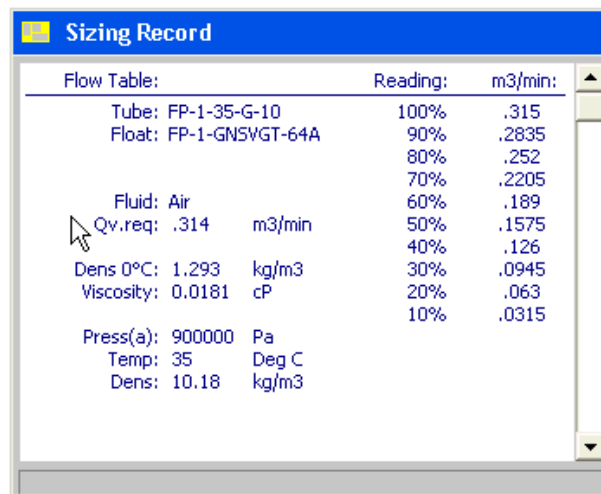 Sizing Record
Flow Table: Reading: m3/min:
Tube: FP-1-35-G-10 100% .315
Float: FP-1-GNSVGT-64A 90% .2835
80% .252
70% .2205
Fluid: Air 60% .189
Qv.req: .314 m3/min 50% .1575
40% .126
Dens 0°C: 1.293 kg/m3 30% .0945
Viscosity: 0.0181 cP 20% .063
10% .0315
Press(a): 900000 Pa
Temp: 35 Deg C
Dens: 10.18 kg/m3